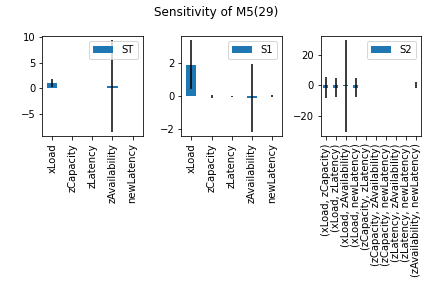 Sensitivity of M5(29)
ST
10
5
0
−5
xLoad
zCapacity
zLatency
zAvailability
newLatency
S1
2
0
−2
xLoad
zCapacity
zLatency
zAvailability
newLatency
S2
20
0
−20
(xLoad, zCapacity)
(xLoad, zLatency)
(xLoad, zAvailability)
(xLoad, newLatency)
(zCapacity, zLatency)
(zCapacity, zAvailability)
(zCapacity, newLatency)
(zLatency, zAvailability)
(zLatency, newLatency)
(zAvailability, newLatency)